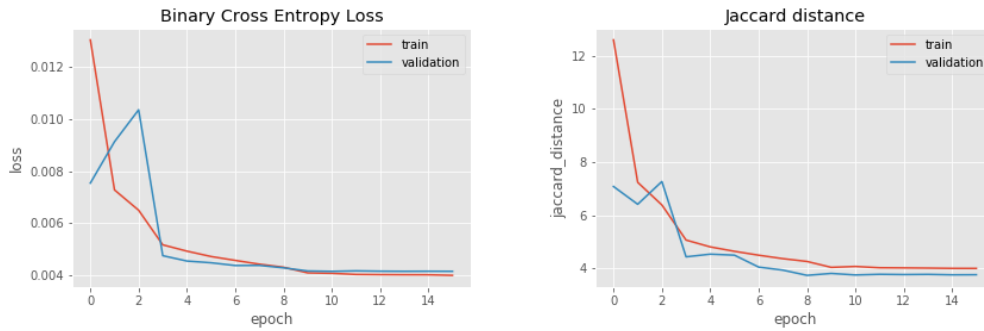 Binary Cross Entropy Loss
train
validation
0.012
0.010
0.008
0.006
0.004
loss
0 2 4 6 8 10 12 14
epoch
Jaccard distance
train
validation
12
10
8
6
4
jaccard_distance
0 2 4 6 8 10 12 14
epoch